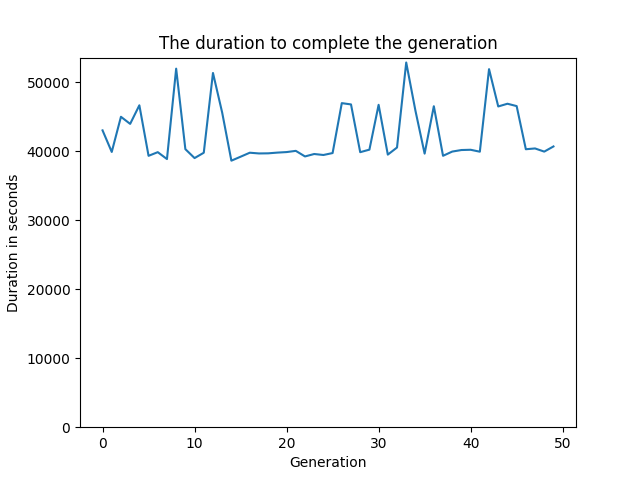 The duration to complete the generation
50000
40000
30000
20000
10000
0
Duration in seconds
0 10 20 30 40 50
Generation